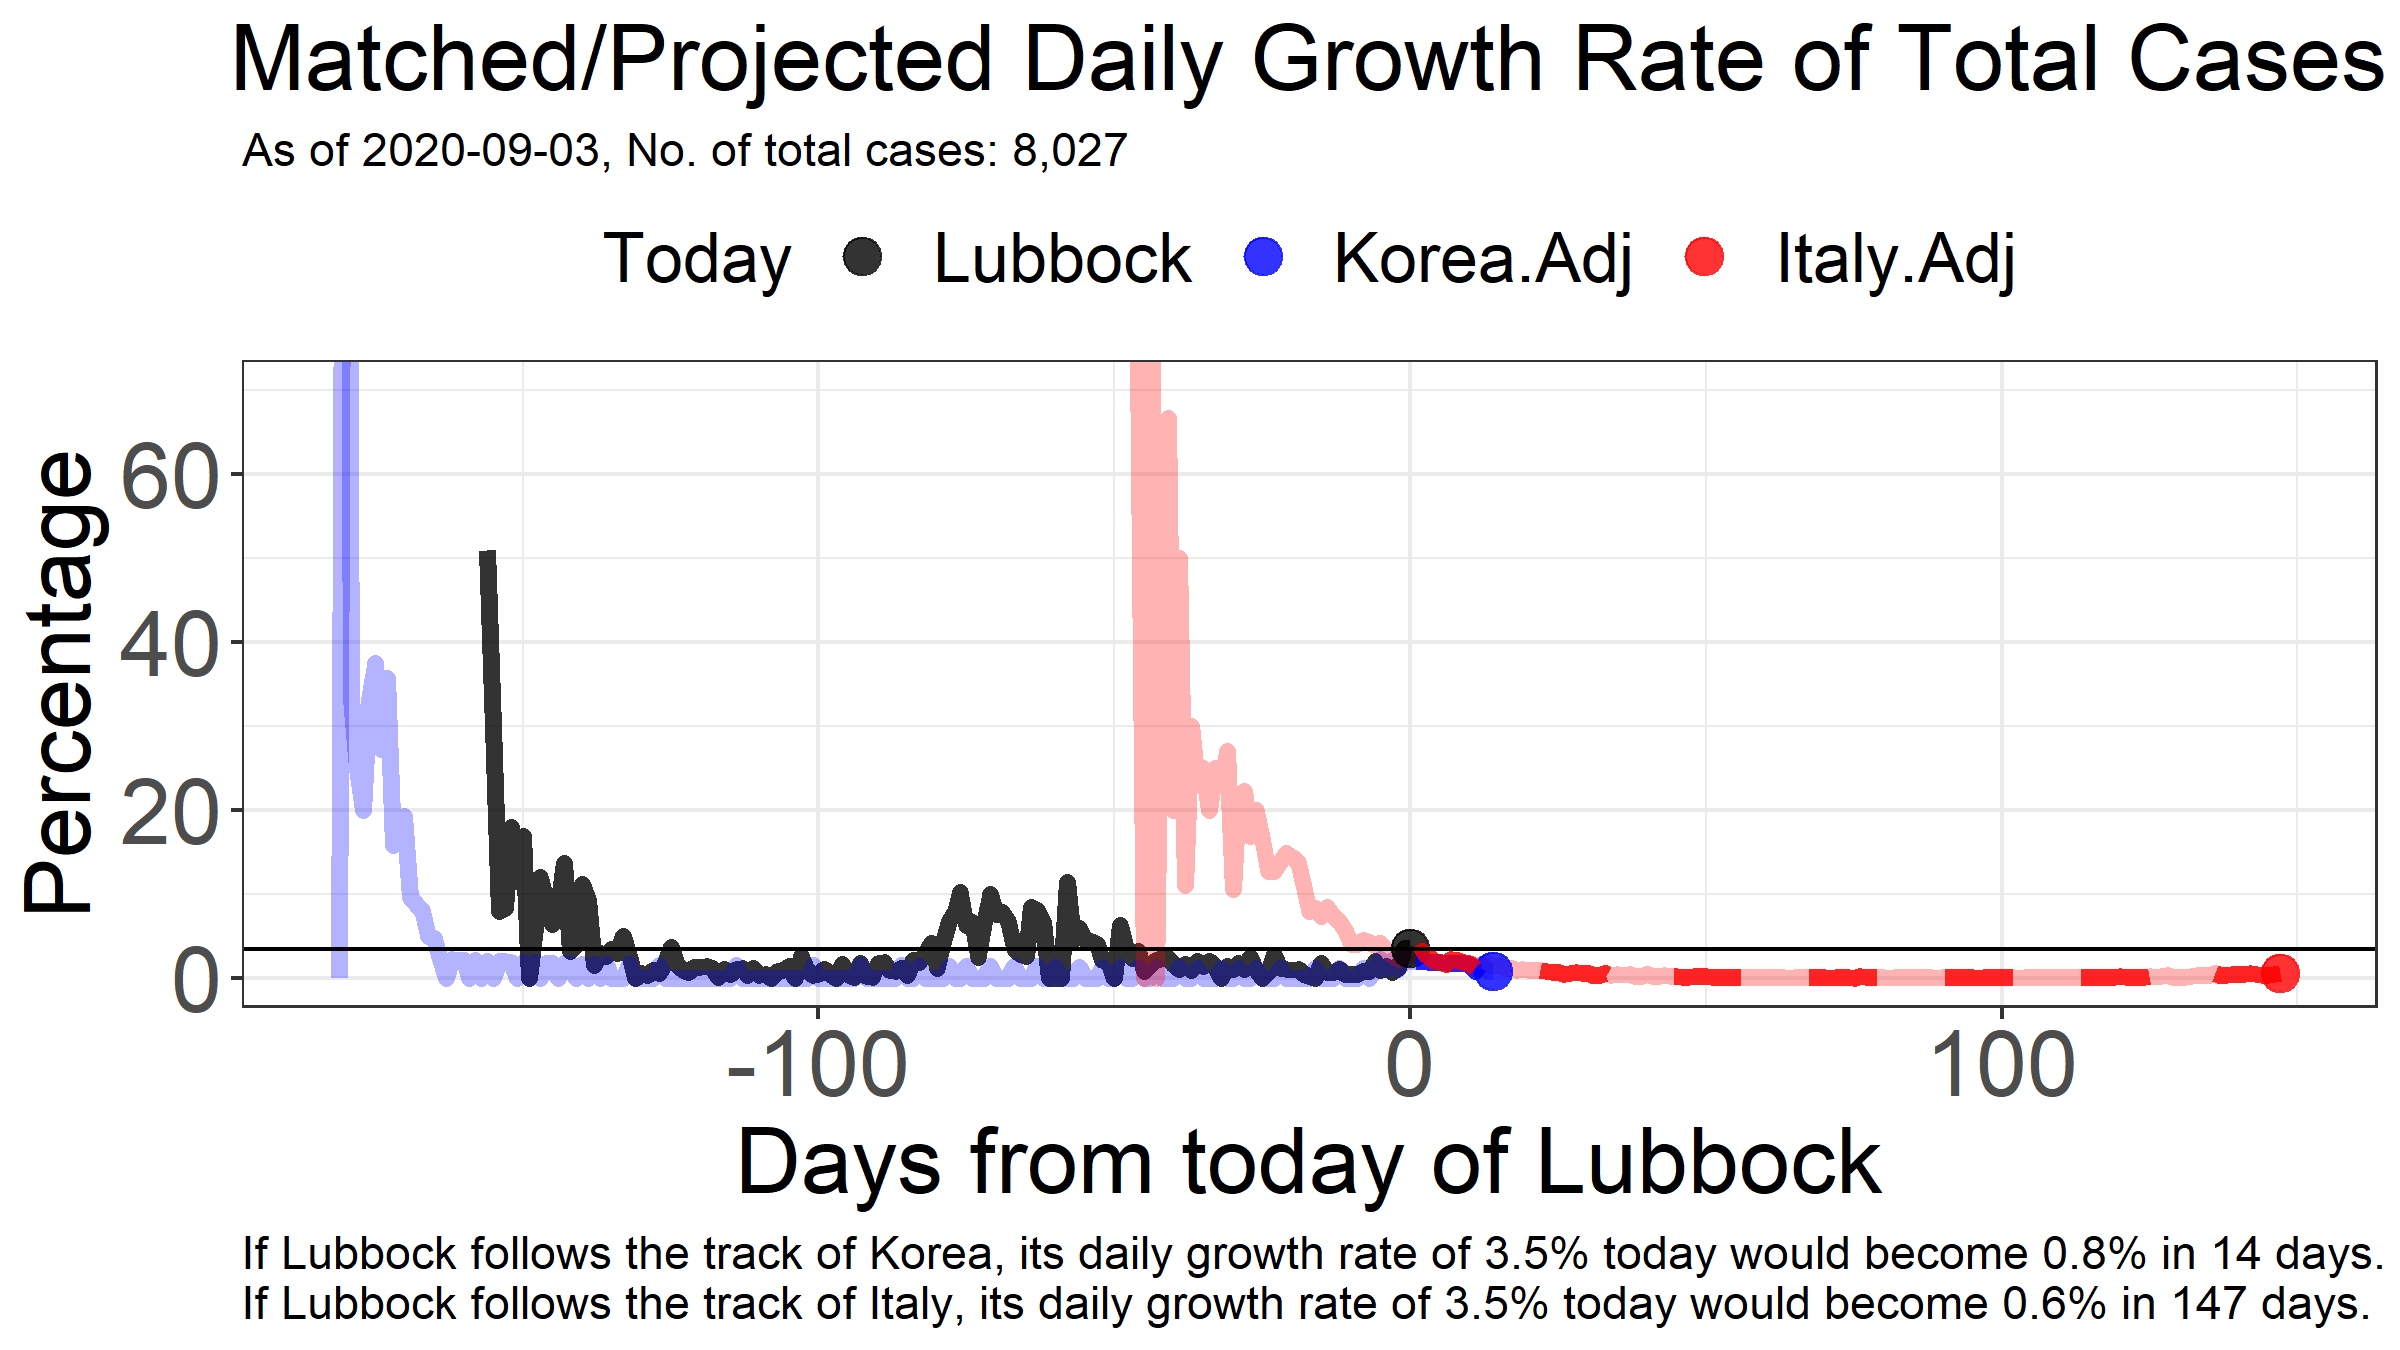 Matched/Projected Daily Growth Rate of Total Cases
As of 2020-09-03, No. of total cases: 8,027
Today Lubbock Korea.Adj Italy.Adj
Percentage
60
40
20
0
-100 0 100
Days from today of Lubbock
If Lubbock follows the track of Korea, its daily growth rate of 3.5% today would become 0.8% in 14 days.
If Lubbock follows the track of Italy, its daily growth rate of 3.5% today would become 0.6% in 147 days.